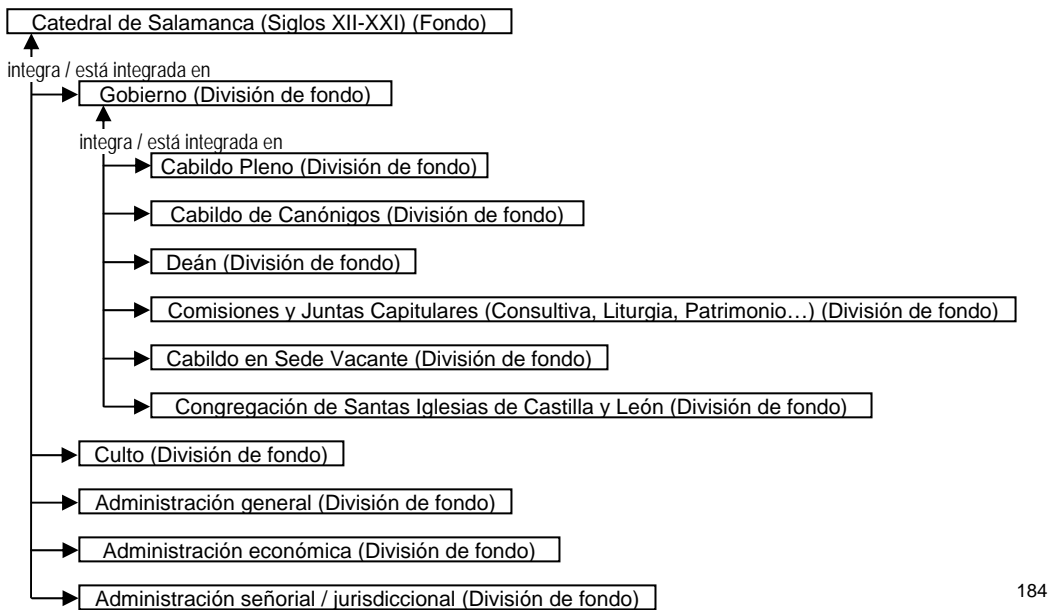 Catedral de Salamanca (Siglos XII-XXI) (Fondo)
integra / está integrada en
Gobierno (División de fondo)
integra / está integrada en
Cabildo Pleno (División de fondo)
Cabildo de Canónigos (División de fondo)
Deán (División de fondo)
Comisiones y Juntas Capitulares (Consultiva, Liturgia, Patrimonio…) (División de fondo)
Cabildo en Sede Vacante (División de fondo)
Congregación de Santas Iglesias de Castilla y León (División de fondo)
Culto (División de fondo)
Administración general (División de fondo)
Administración económica (División de fondo)
Administración señorial / jurisdiccional (División de fondo)
184